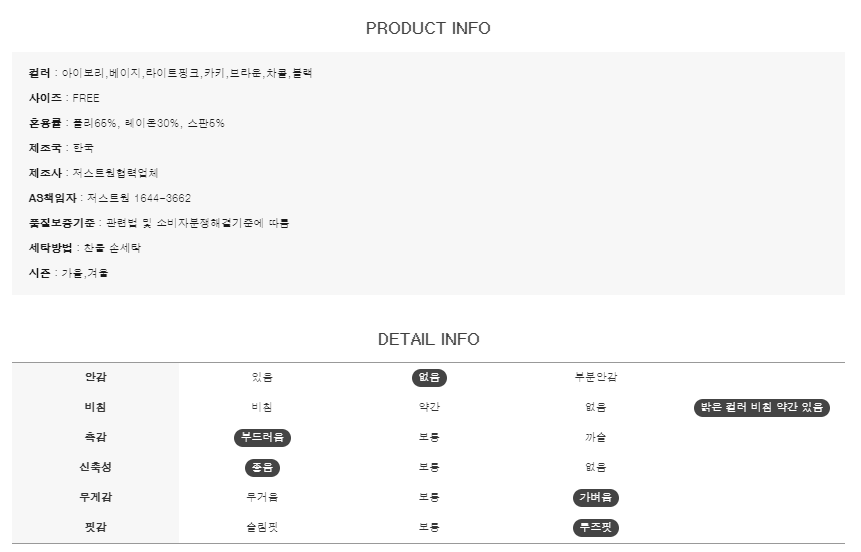 PRODUCT INFO
컬러 : 아이보리,베이지,라이트핑크,카키,브라운,차콜,블랙
사이즈 : FREE
혼용률 : 폴리65%, 레이온30%, 스판5%
제조국 : 한국
제조사 : 저스트원협력업체
AS책임자 : 저스트원 1644-3662
품질보증기준 : 관련법 및 소비자분쟁해결기준에 따름
세탁방법 : 찬물 손세탁
시즌 : 가을,겨울
DETAIL INFO
안감 있음 없음 부분안감
비침 비침 약간 없음 밝은 컬러 비침 약간 있음
촉감 부드러움 보통 까슬
신축성 좋음 보통 없음
무게감 무거움 보통 가벼움
핏감 슬림핏 보통 루즈핏